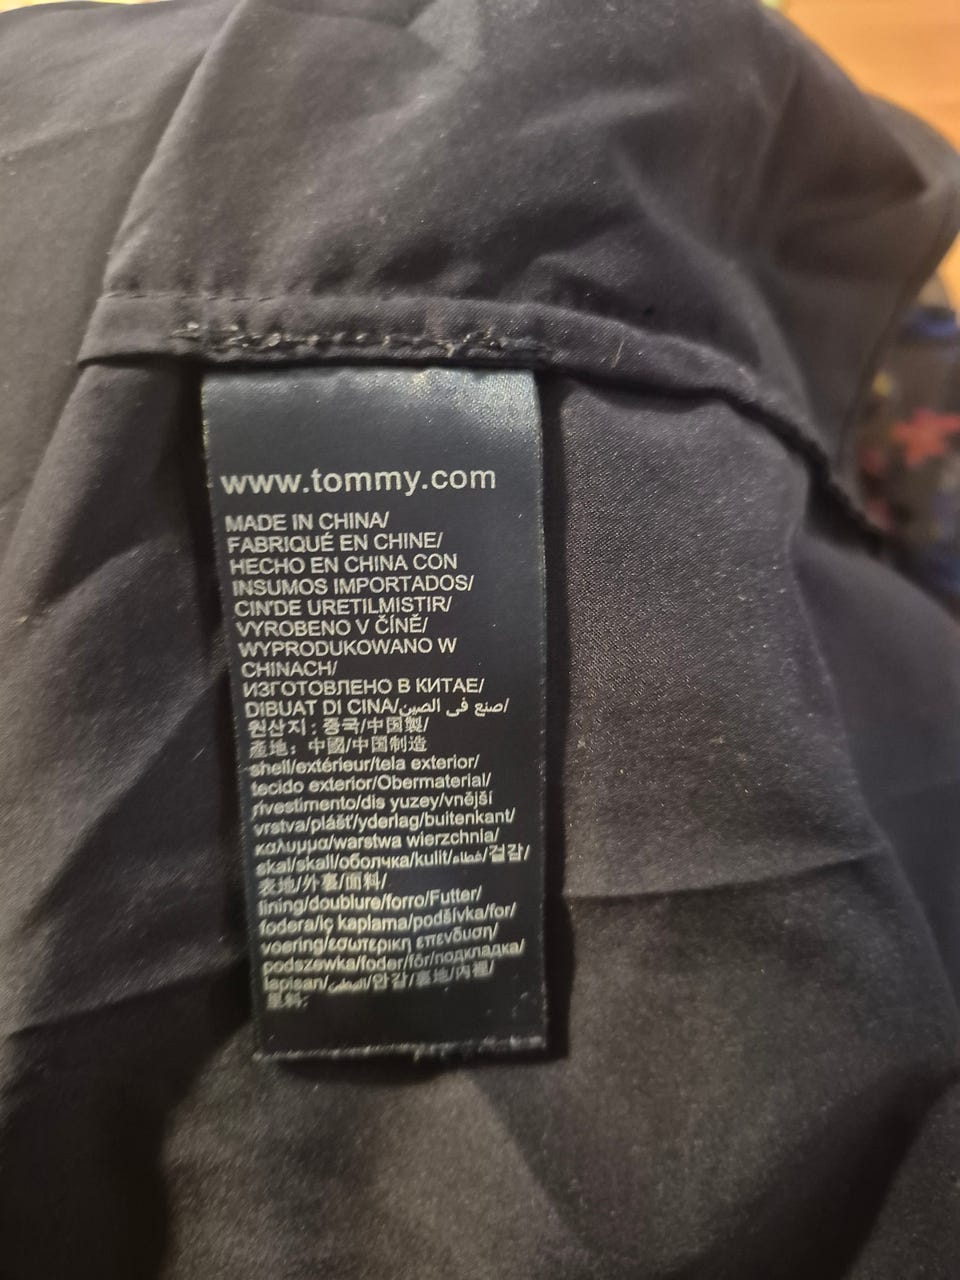 www.tommy.com
MADE IN CHINA/
FABRIQUÉ EN CHINE/
HECHO EN CHINA CON
INSUMOS IMPORTADOS/
CIN'DE URETILMISTIR/
VYROBENO V ČÍNĚ/
WYPRODUKOWANO W
CHINACH/
ИЗГОТОВЛЕНО В КИТАЕ/
DIBUAT DI CINA/صنع في الصين/
원산지 : 중국/中国製/
產地：中國/中国制造
shell/extérieur/tela exterior/
tecido exterior/Obermaterial/
rivestimento/dis yuzey/vnější
vrstva/plášť/yderlag/buitenkant/
καλυμμα/warstwa wierzchnia/
skal/skall/оболчка/kulit/غطاء/겉감/
表地/外裏/面料/
lining/doublure/forro/Futter/
fodera/iç kaplama/podšívka/for/
voering/εσωτερικη επενδυση/
podszewka/foder/fôr/подкладка/
lapisan/البطين/안감/裏地/內裡/
里料: